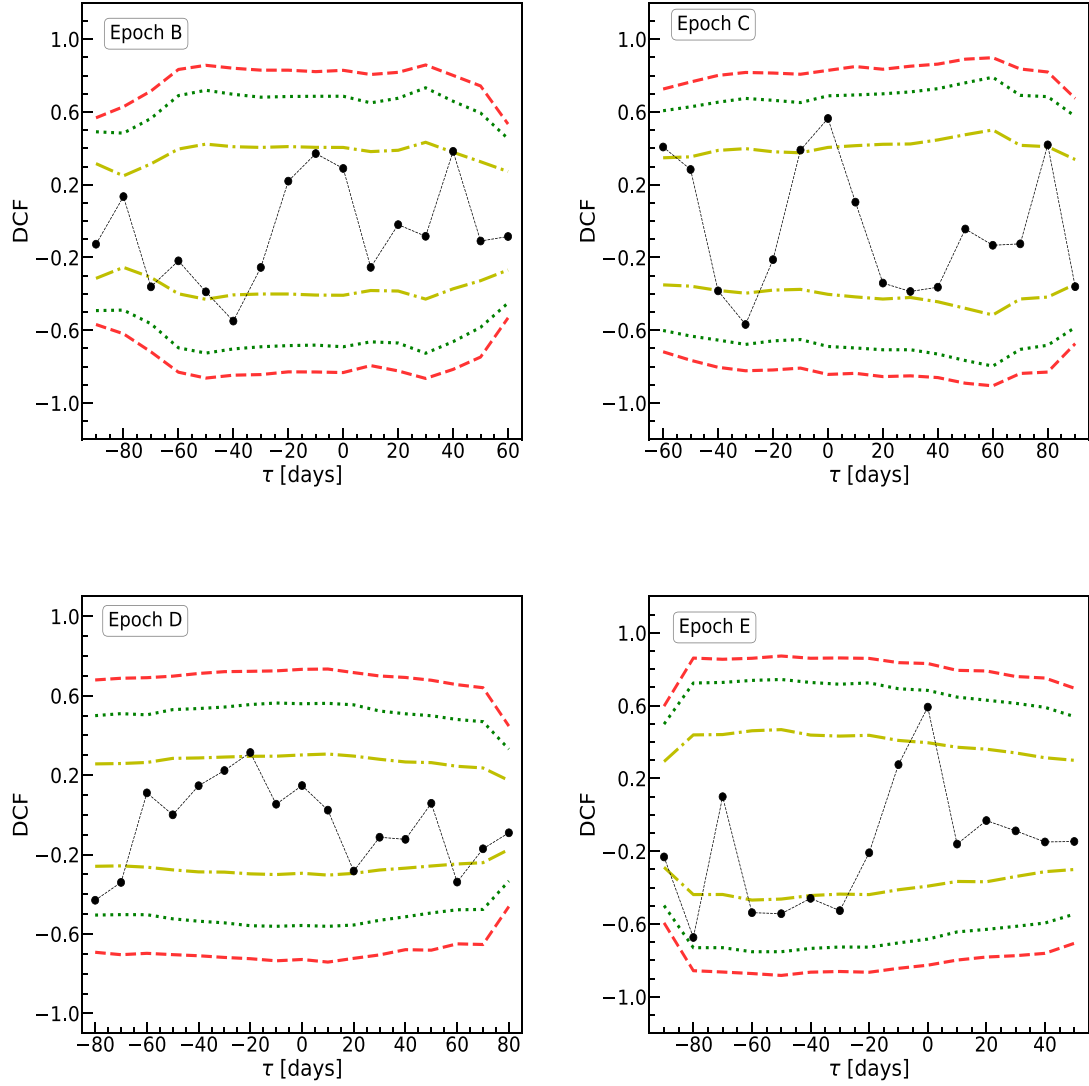 Epoch B
1.0
0.6
0.2
−0.2
−0.6
−1.0
DCF
−80 −60 −40 −20 0 20 40 60
τ [days]
Epoch C
1.0
0.6
0.2
−0.2
−0.6
−1.0
DCF
−60 −40 −20 0 20 40 60 80
τ [days]
Epoch D
1.0
0.6
0.2
−0.2
−0.6
−1.0
DCF
−80 −60 −40 −20 0 20 40 60 80
τ [days]
Epoch E
1.0
0.6
0.2
−0.2
−0.6
−1.0
DCF
−80 −60 −40 −20 0 20 40
τ [days]